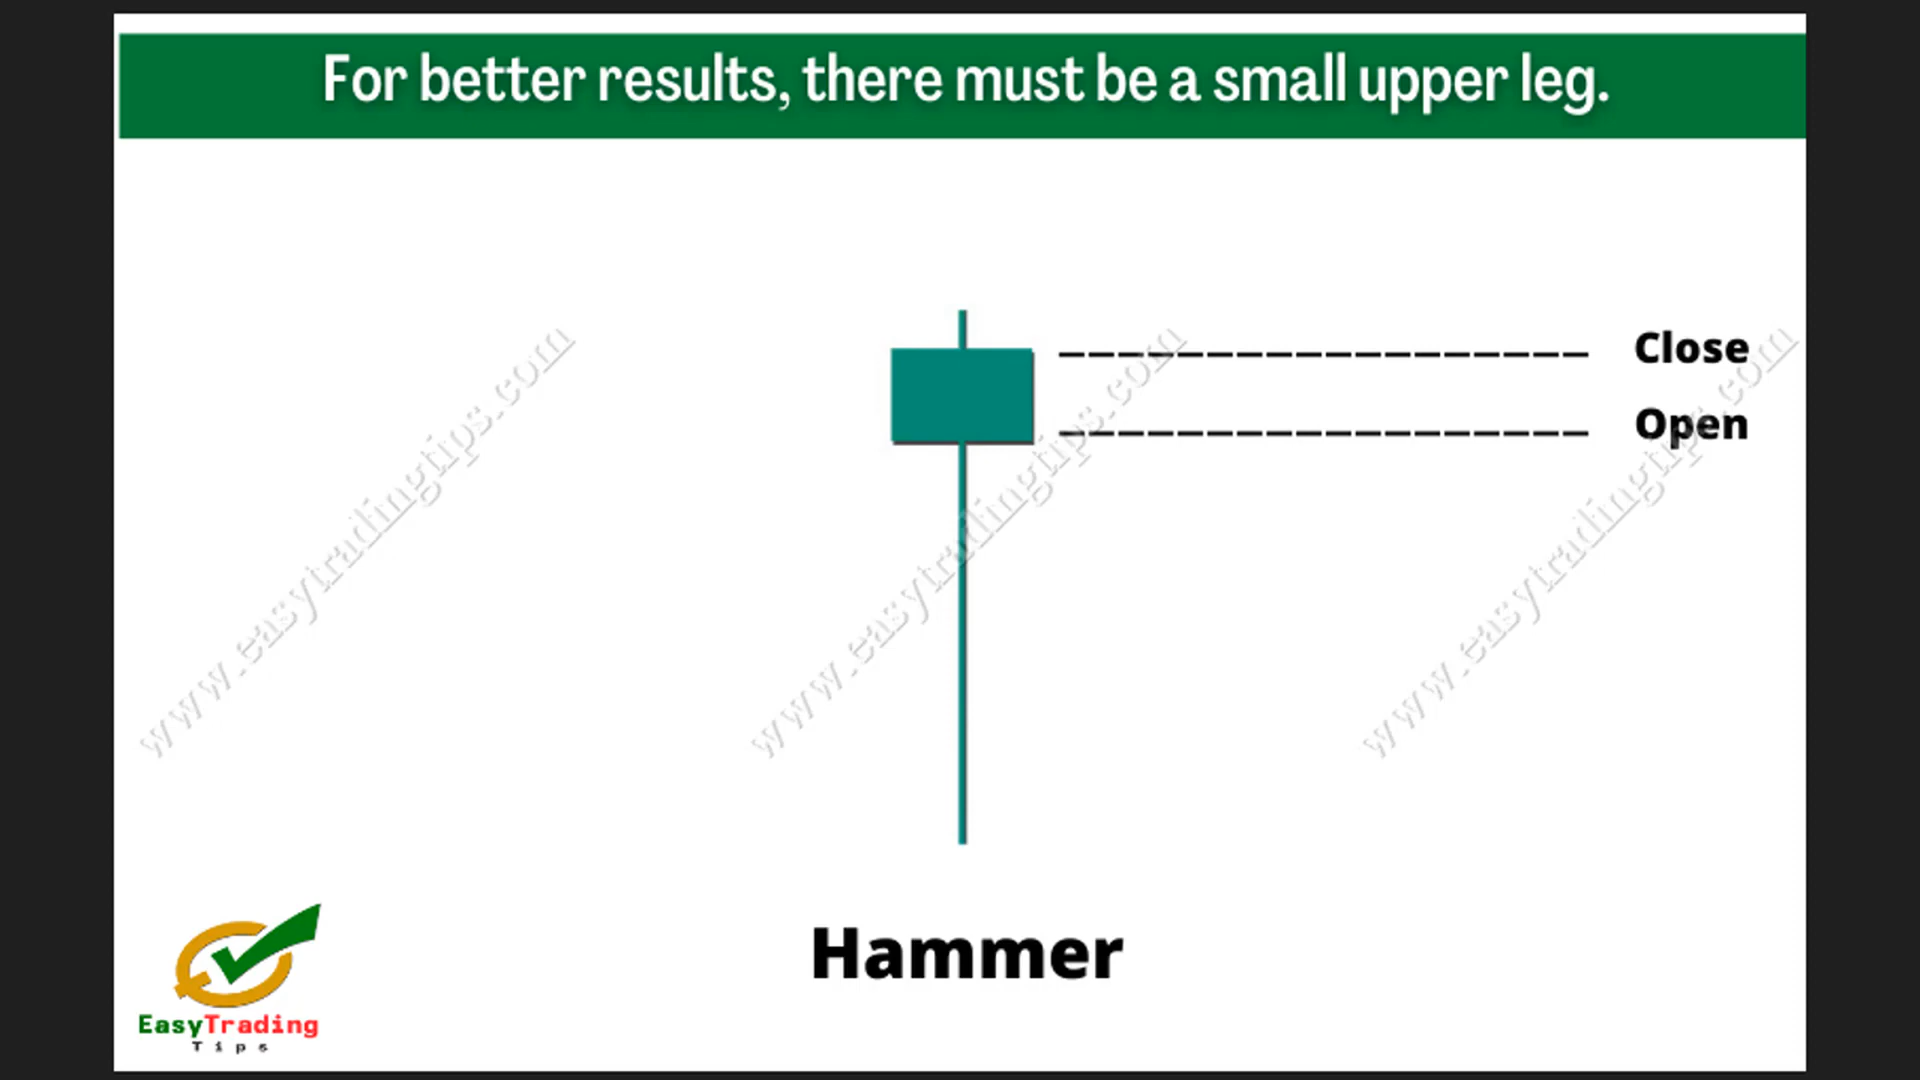 For better results, there must be a small upper leg.
Close
Open
www.easytradingtips.com
www.easytradingtips.com
www.easytradingtips.com
Hammer
EasyTrading
Tips